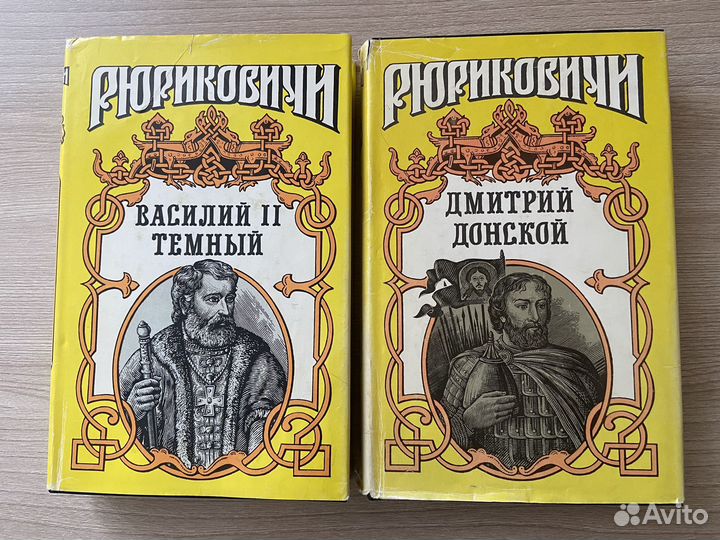 РЮРИКОВИЧИ
ВАСИЛИЙ II
ТЕМНЫЙ
РЮРИКОВИЧИ
ДМИТРИЙ
ДОНСКОЙ
Avito